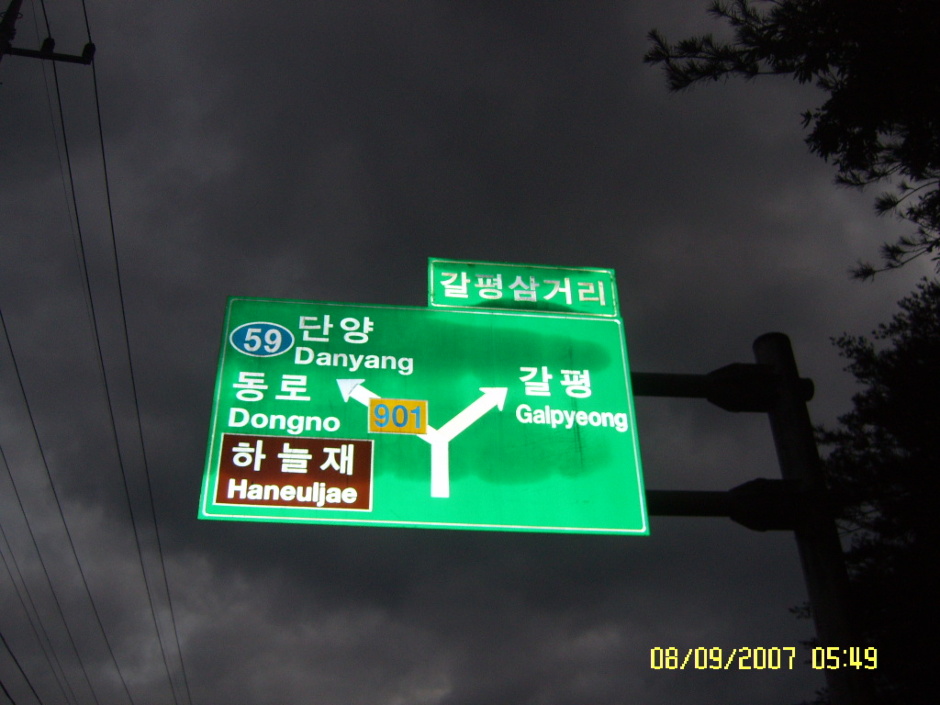 갈평삼거리
59 단양
Danyang
동로
Dongno
901
하늘재
Haneuljae
갈평
Galpyeong
08/09/2007 05:49